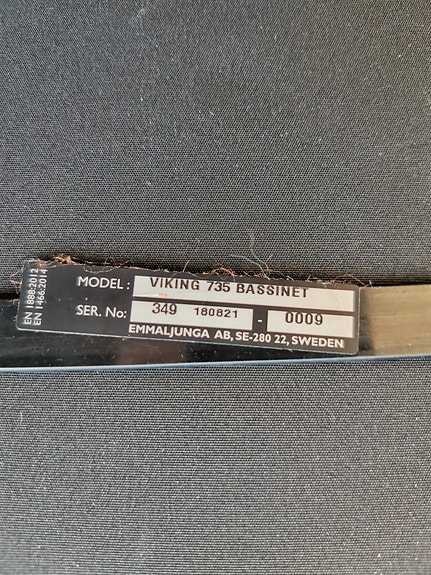 EN 1888:2012
EN 1466:2014
MODEL: VIKING 735 BASSINET
SER. No: 349 180821 - 0009
EMMALJUNGA AB, SE-280 22, SWEDEN